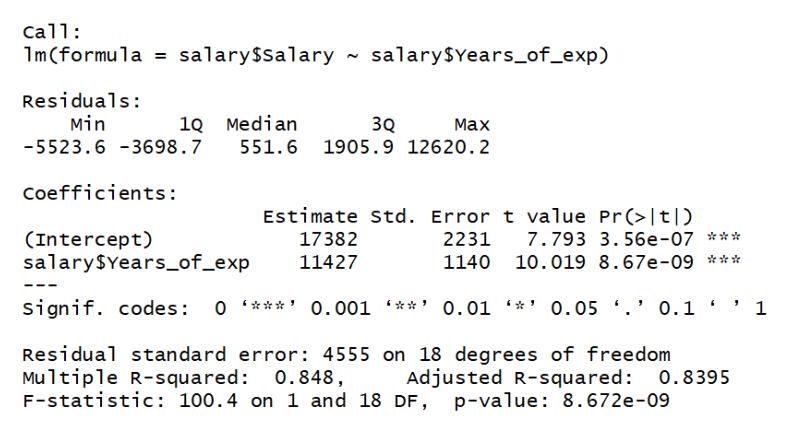 Call:
lm(formula = salary$Salary ~ salary$Years_of_exp)
Residuals:
    Min      1Q  Median      3Q     Max
-5523.6 -3698.7   551.6  1905.9 12620.2
Coefficients:
                    Estimate Std. Error t value Pr(>|t|)
(Intercept)            17382       2231   7.793 3.56e-07 ***
salary$Years_of_exp    11427       1140  10.019 8.67e-09 ***
---
Signif. codes:  0 ‘***’ 0.001 ‘**’ 0.01 ‘*’ 0.05 ‘.’ 0.1 ‘ ’ 1
Residual standard error: 4555 on 18 degrees of freedom
Multiple R-squared:  0.848,	Adjusted R-squared:  0.8395
F-statistic: 100.4 on 1 and 18 DF,  p-value: 8.672e-09